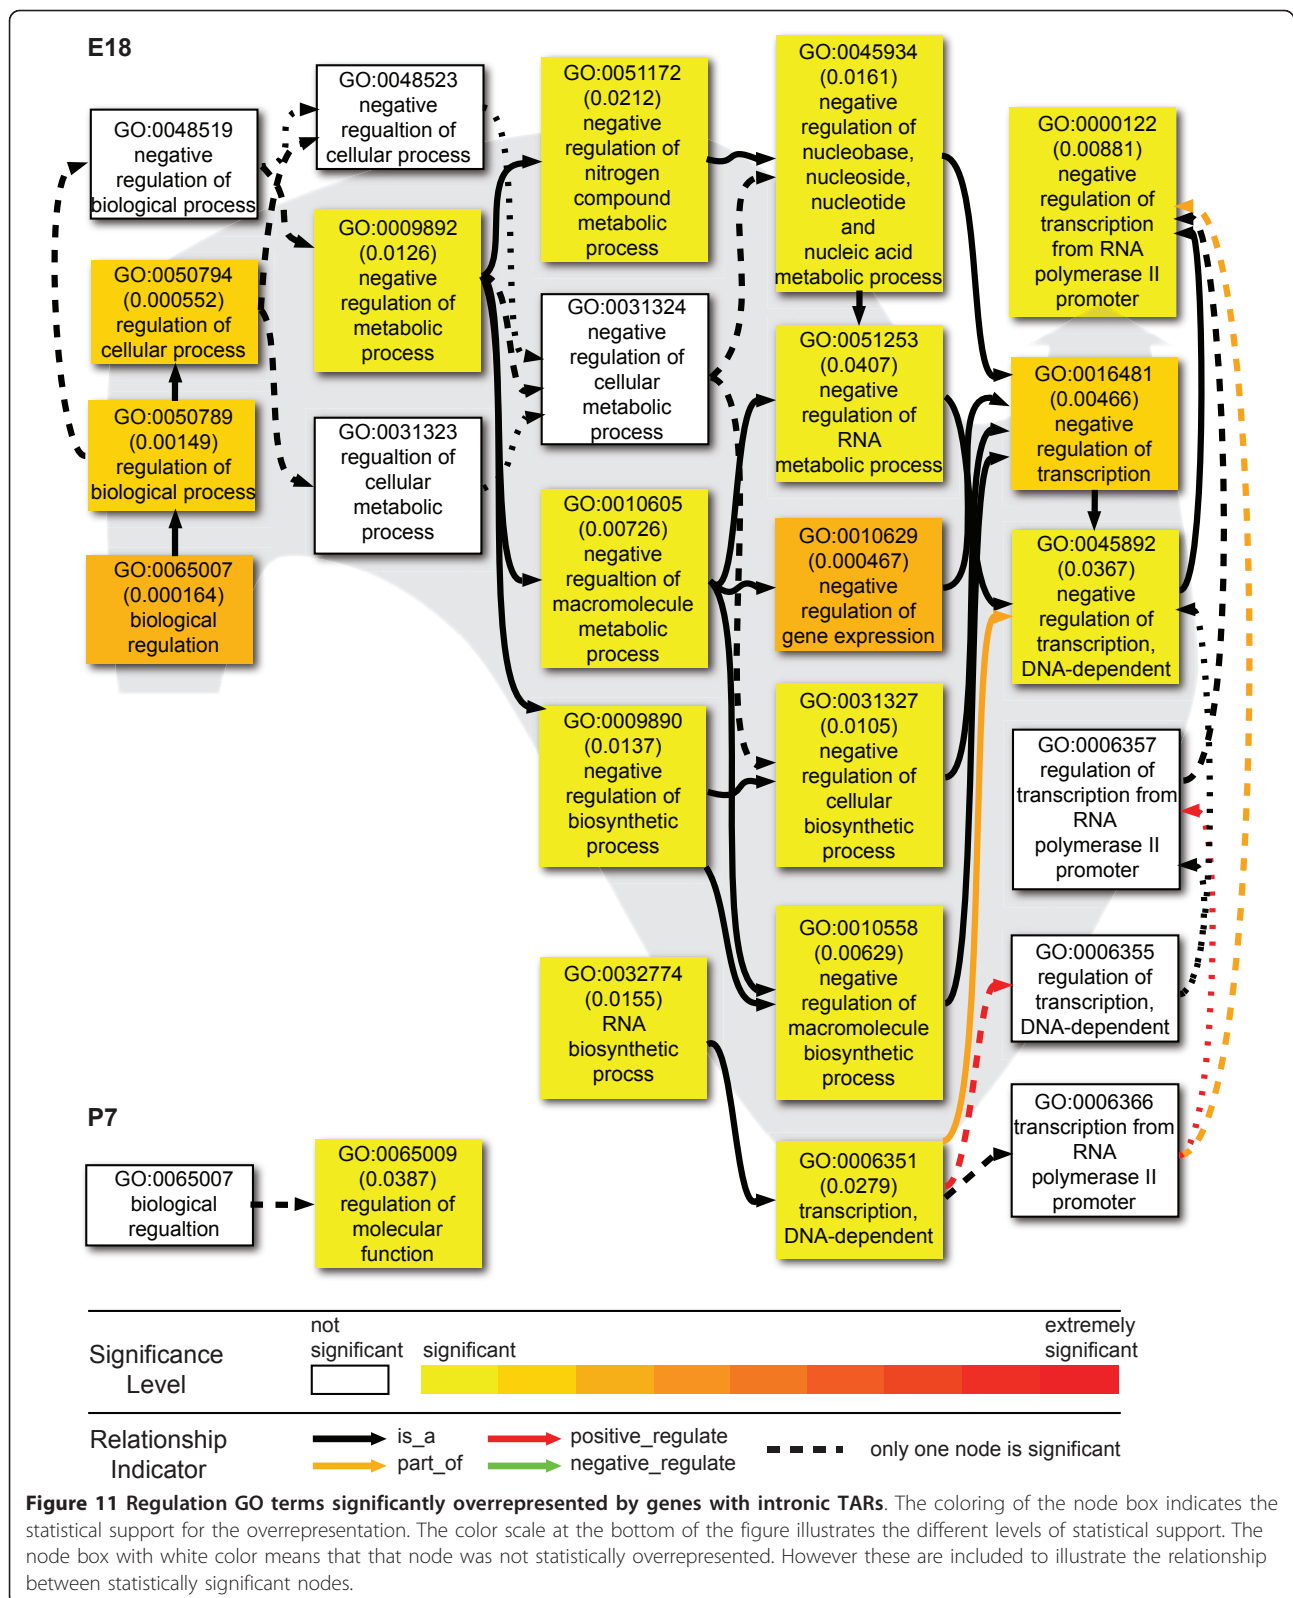 E18
GO:0048519
negative
regulation of
biological process
GO:0050794
(0.000552)
regulation of
cellular process
GO:0050789
(0.00149)
regulation of
biological process
GO:0065007
(0.000164)
biological
regulation
GO:0048523
negative
regualtion of
cellular process
GO:0009892
(0.0126)
negative
regulation of
metabolic
process
GO:0031323
regualtion of
cellular
metabolic
process
GO:0051172
(0.0212)
negative
regulation of
nitrogen
compound
metabolic
process
GO:0031324
negative
regulation of
cellular
metabolic
process
GO:0010605
(0.00726)
negative
regualtion of
macromolecule
metabolic
process
GO:0009890
(0.0137)
negative
regulation of
biosynthetic
process
GO:0032774
(0.0155)
RNA
biosynthetic
procss
GO:0045934
(0.0161)
negative
regulation of
nucleobase,
nucleoside,
nucleotide
and
nucleic acid
metabolic process
GO:0051253
(0.0407)
negative
regulation of
RNA
metabolic process
GO:0010629
(0.000467)
negative
regulation of
gene expression
GO:0031327
(0.0105)
negative
regulation of
cellular
biosynthetic
process
GO:0010558
(0.00629)
negative
regulation of
macromolecule
biosynthetic
process
GO:0006351
(0.0279)
transcription,
DNA-dependent
GO:0000122
(0.00881)
negative
regulation of
transcription
from RNA
polymerase II
promoter
GO:0016481
(0.00466)
negative
regulation of
transcription
GO:0045892
(0.0367)
negative
regulation of
transcription,
DNA-dependent
GO:0006357
regulation of
transcription from
RNA
polymerase II
promoter
GO:0006355
regulation of
transcription,
DNA-dependent
GO:0006366
transcription from
RNA
polymerase II
promoter
P7
GO:0065007
biological
regualtion
GO:0065009
(0.0387)
regulation of
molecular
function
Significance
Level
not
significant
significant
extremely
significant
Relationship
Indicator
is_a
part_of
positive_regulate
negative_regulate
only one node is significant
Figure 11 Regulation GO terms significantly overrepresented by genes with intronic TARs. The coloring of the node box indicates the
statistical support for the overrepresentation. The color scale at the bottom of the figure illustrates the different levels of statistical support. The
node box with white color means that that node was not statistically overrepresented. However these are included to illustrate the relationship
between statistically significant nodes.